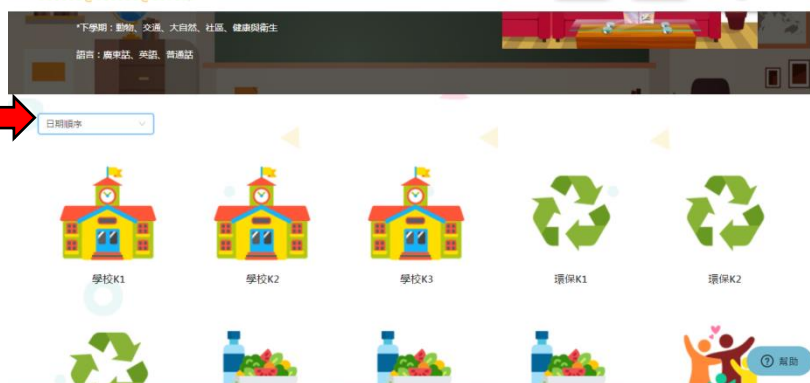 *下學期：動物、交通、大自然、社區、健康與衞生
語言：廣東話、英語、普通話
日期順序
學校K1
學校K2
學校K3
環保K1
環保K2
幫助